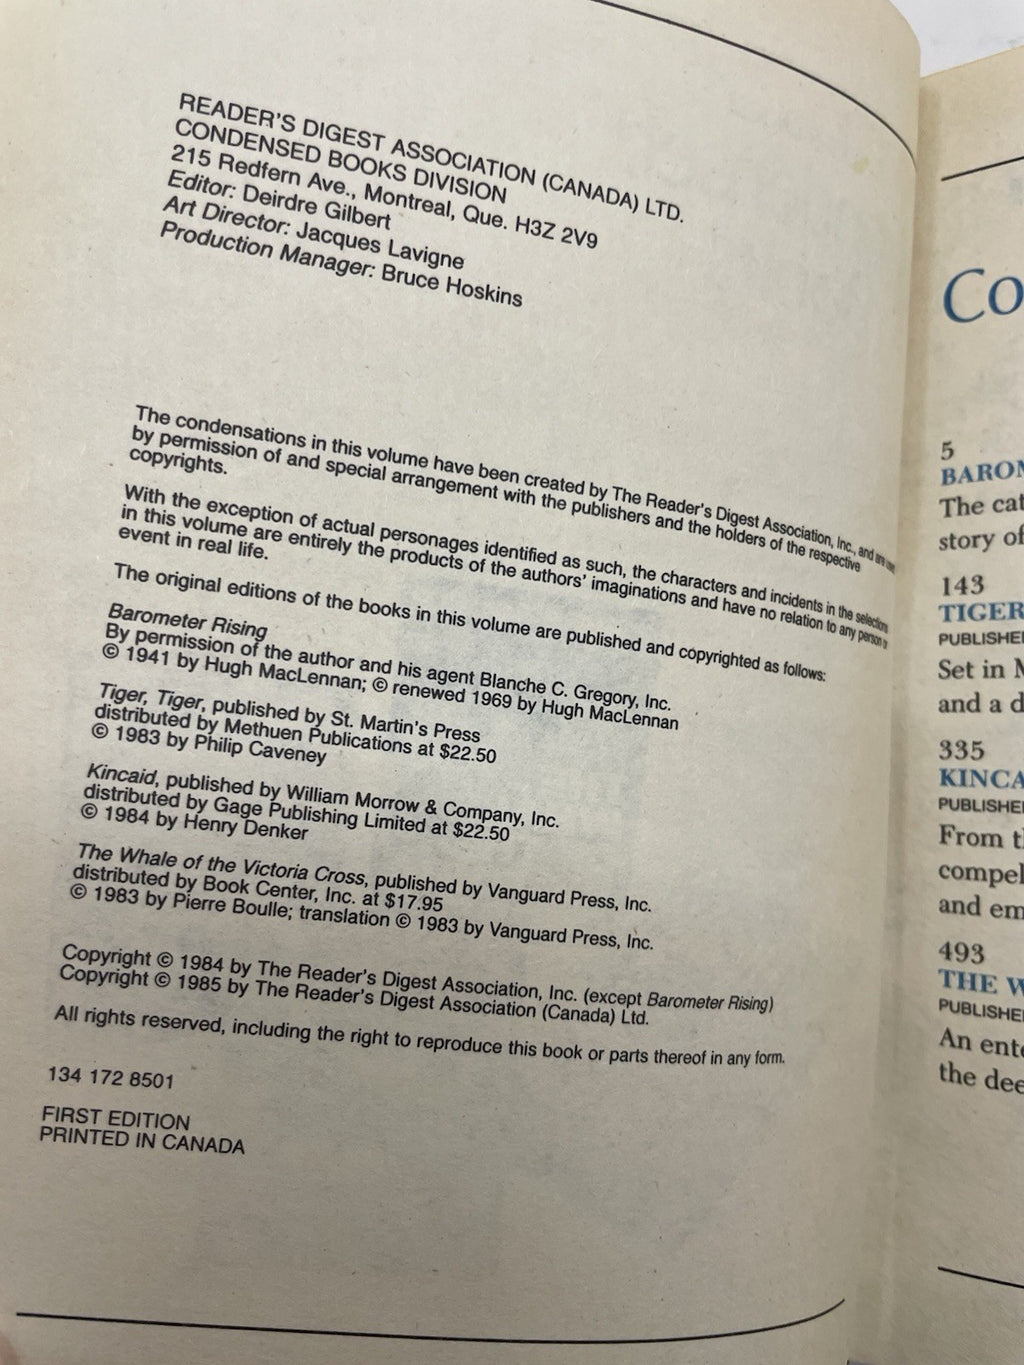 READER'S DIGEST ASSOCIATION (CANADA) LTD.
CONDENSED BOOKS DIVISION
215 Redfern Ave., Montreal, Que. H3Z 2V9
Editor: Deirdre Gilbert
Art Director: Jacques Lavigne
Production Manager: Bruce Hoskins
The condensations in this volume have been created by The Reader's Digest Association, Inc., and are used
by permission of and special arrangement with the publishers and the holders of the respective
copyrights.
With the exception of actual personages identified as such, the characters and incidents in the selections
in this volume are entirely the products of the authors' imaginations and have no relation to any person or
event in real life.
The original editions of the books in this volume are published and copyrighted as follows:
Barometer Rising
By permission of the author and his agent Blanche C. Gregory, Inc.
© 1941 by Hugh MacLennan; © renewed 1969 by Hugh MacLennan
Tiger, Tiger, published by St. Martin's Press
distributed by Methuen Publications at $22.50
© 1983 by Philip Caveney
Kincaid, published by William Morrow & Company, Inc.
distributed by Gage Publishing Limited at $22.50
© 1984 by Henry Denker
The Whale of the Victoria Cross, published by Vanguard Press, Inc.
distributed by Book Center, Inc. at $17.95
© 1983 by Pierre Boulle; translation © 1983 by Vanguard Press, Inc.
Copyright © 1984 by The Reader's Digest Association, Inc. (except Barometer Rising)
Copyright © 1985 by The Reader's Digest Association (Canada) Ltd.
All rights reserved, including the right to reproduce this book or parts thereof in any form.
134 172 8501
FIRST EDITION
PRINTED IN CANADA
Co
5
BAROM
The cat
story of
143
TIGER
PUBLISHE
Set in M
and a d
335
KINCA
PUBLISHE
From t
compel
and em
493
THE W
PUBLISHE
An ente
the dee